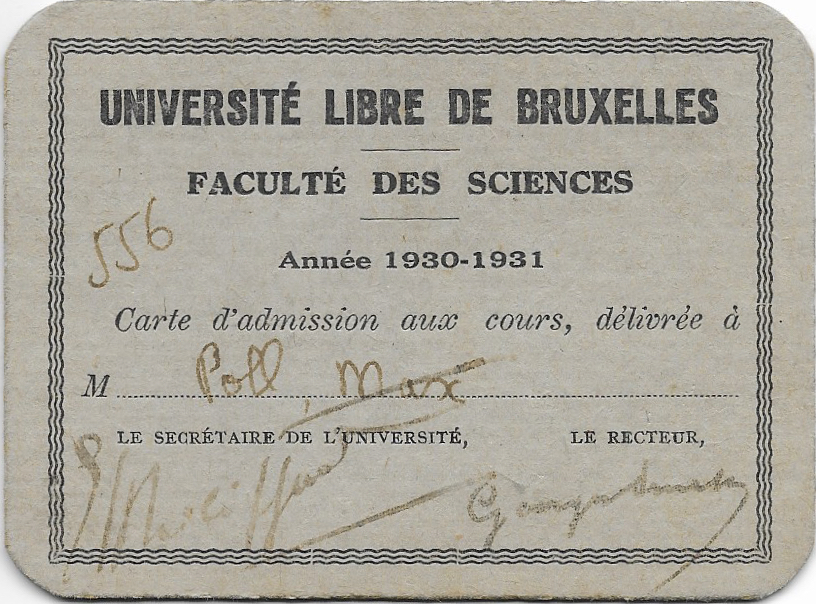 UNIVERSITÉ LIBRE DE BRUXELLES
FACULTÉ DES SCIENCES
556
Année 1930-1931
Carte d'admission aux cours, délivrée à
M Poll, Max
LE SECRÉTAIRE DE L'UNIVERSITÉ, LE RECTEUR,